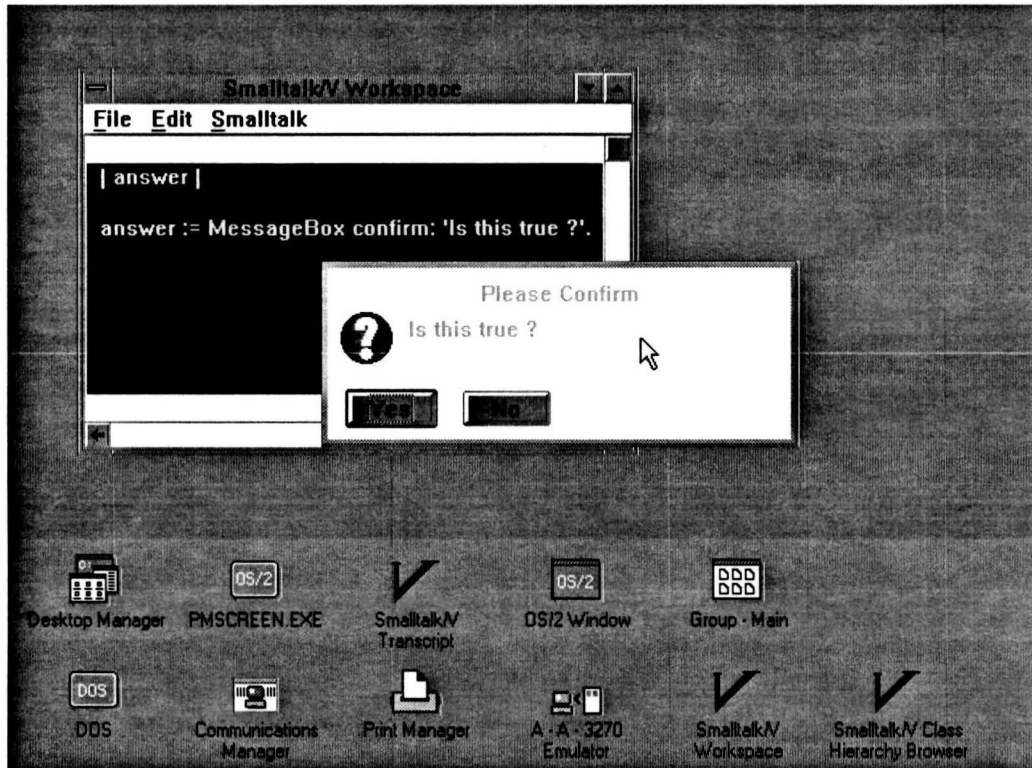 Smalltalk/V Workspace
File Edit Smalltalk
| answer |
answer := MessageBox confirm: 'Is this true ?'.
Please Confirm
Is this true ?
Yes No
OS/2
OS/2
Desktop Manager PMSCREEN.EXE Smalltalk/V Transcript OS/2 Window Group - Main
DOS
DOS Communications Manager Print Manager A - A - 3270 Emulator Smalltalk/V Workspace Smalltalk/V Class Hierarchy Browser